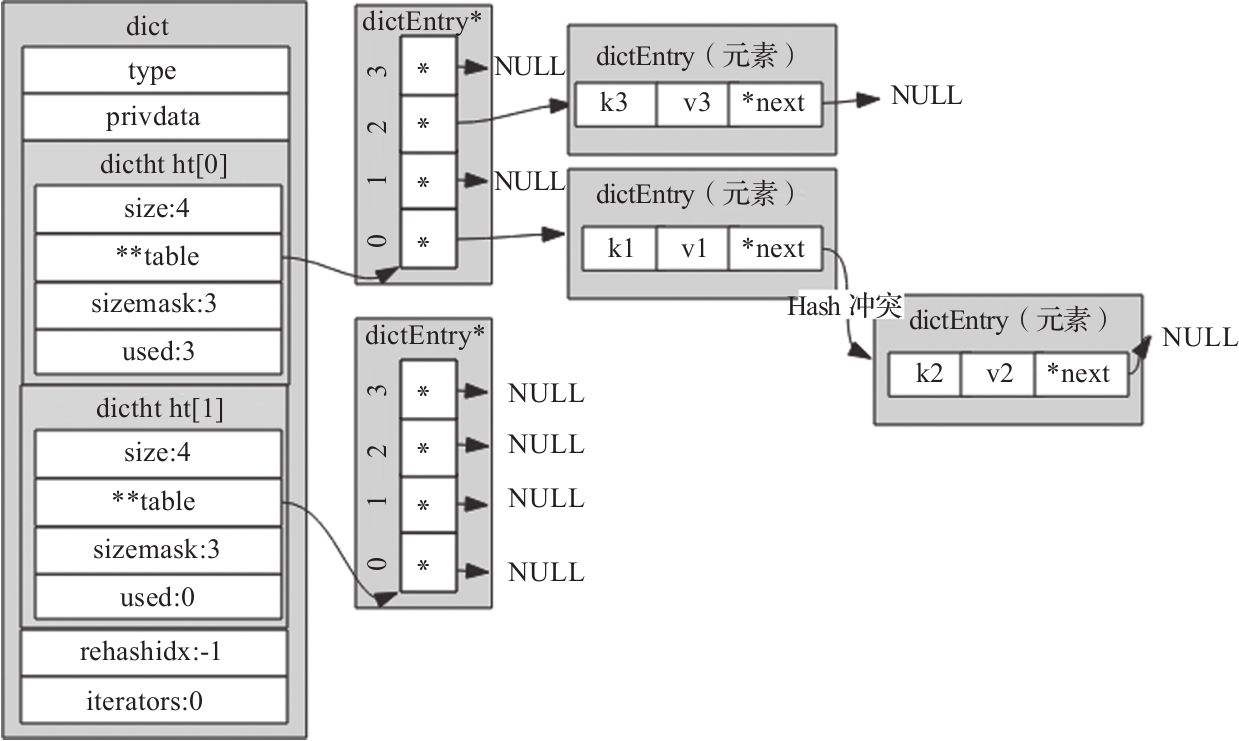 dict
type
privdata
dictht ht[0]
size:4
**table
sizemask:3
used:3
dictht ht[1]
size:4
**table
sizemask:3
used:0
rehashidx:-1
iterators:0
dictEntry*
3 * NULL
2 *
1 * NULL
0 *
dictEntry*
3 * NULL
2 * NULL
1 * NULL
0 * NULL
dictEntry（元素）
k3 v3 *next NULL
dictEntry（元素）
k1 v1 *next
Hash 冲突
dictEntry（元素）
k2 v2 *next NULL